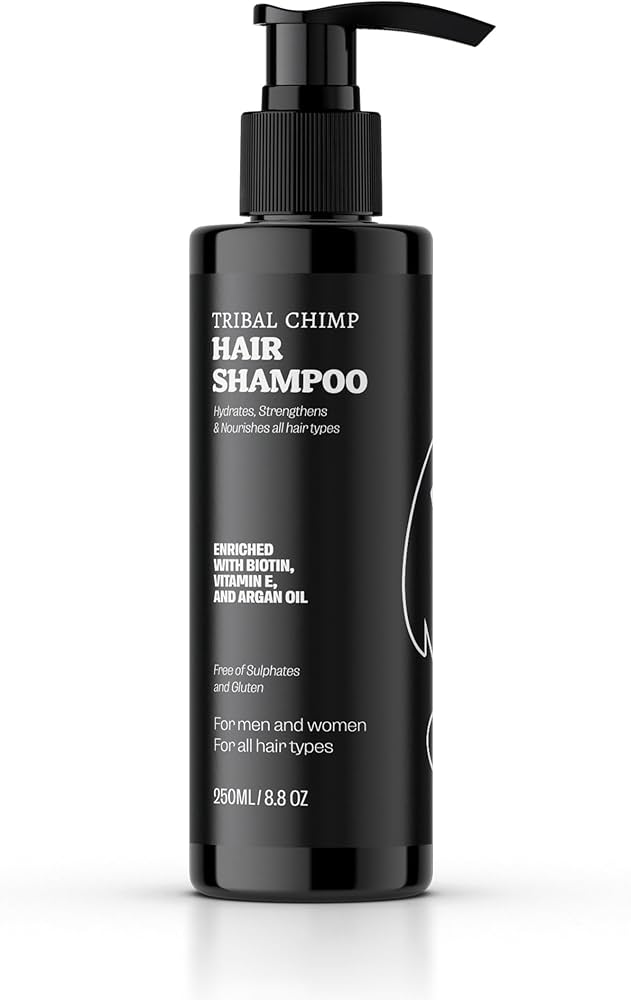 TRIBAL CHIMP
HAIR
SHAMPOO
Hydrates, Strengthens
& Nourishes all hair types
ENRICHED
WITH BIOTIN,
VITAMIN E,
AND ARGAN OIL
Free of Sulphates
and Gluten
For men and women
For all hair types
250ML/ 8.8 OZ